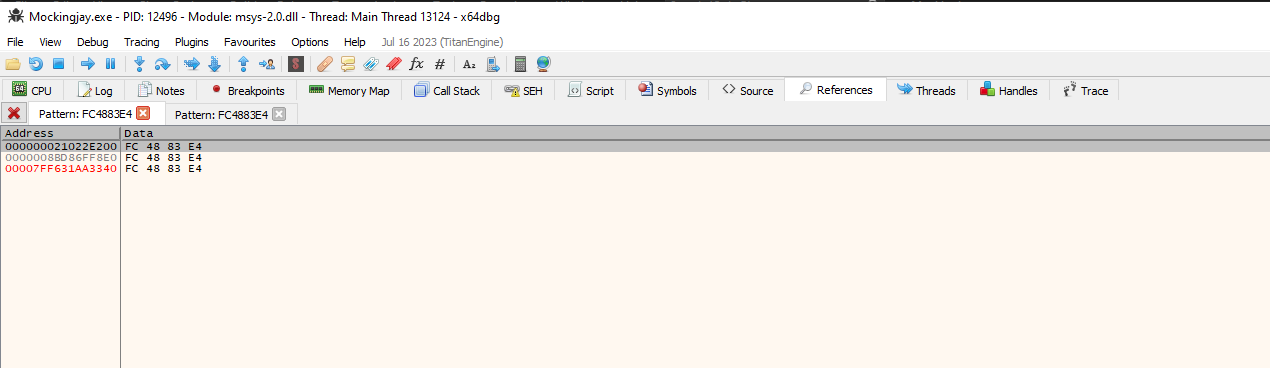 Mockingjay.exe - PID: 12496 - Module: msys-2.0.dll - Thread: Main Thread 13124 - x64dbg
File View Debug Tracing Plugins Favourites Options Help Jul 16 2023 (TitanEngine)
CPU Log Notes Breakpoints Memory Map Call Stack SEH Script Symbols Source References Threads Handles Trace
Pattern: FC4883E4 Pattern: FC4883E4
Address Data
000000021022E200 FC 48 83 E4
0000008BD86FF8E0 FC 48 83 E4
00007FF631AA3340 FC 48 83 E4